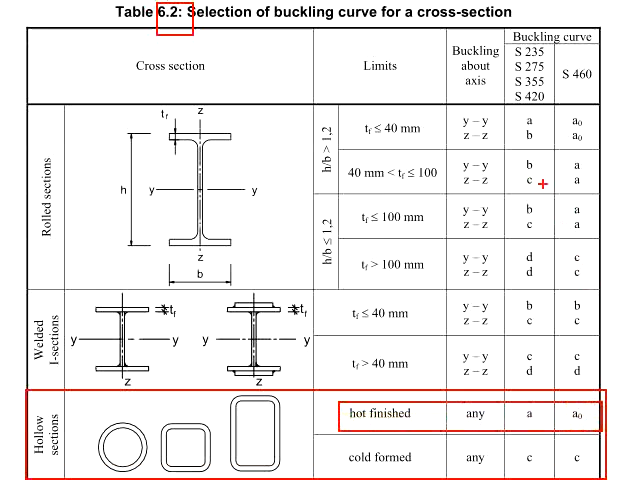 Table 6.2: Selection of buckling curve for a cross-section
Cross section
Limits
Buckling about axis
Buckling curve
S 235
S 275
S 355
S 420
S 460
Rolled sections
t_f
z
h
y
y
z
b
h/b > 1,2
t_f ≤ 40 mm
y – y
z – z
a
b
a₀
a₀
40 mm < t_f ≤ 100
y – y
z – z
b
c
a
a
h/b ≤ 1,2
t_f ≤ 100 mm
y – y
z – z
b
c
a
a
t_f > 100 mm
y – y
z – z
d
d
c
c
Welded I-sections
z
t_f
y
y
z
z
t_f
y
y
z
t_f ≤ 40 mm
y – y
z – z
b
c
b
c
t_f > 40 mm
y – y
z – z
c
d
c
d
Hollow sections
hot finished
any
a
a₀
cold formed
any
c
c